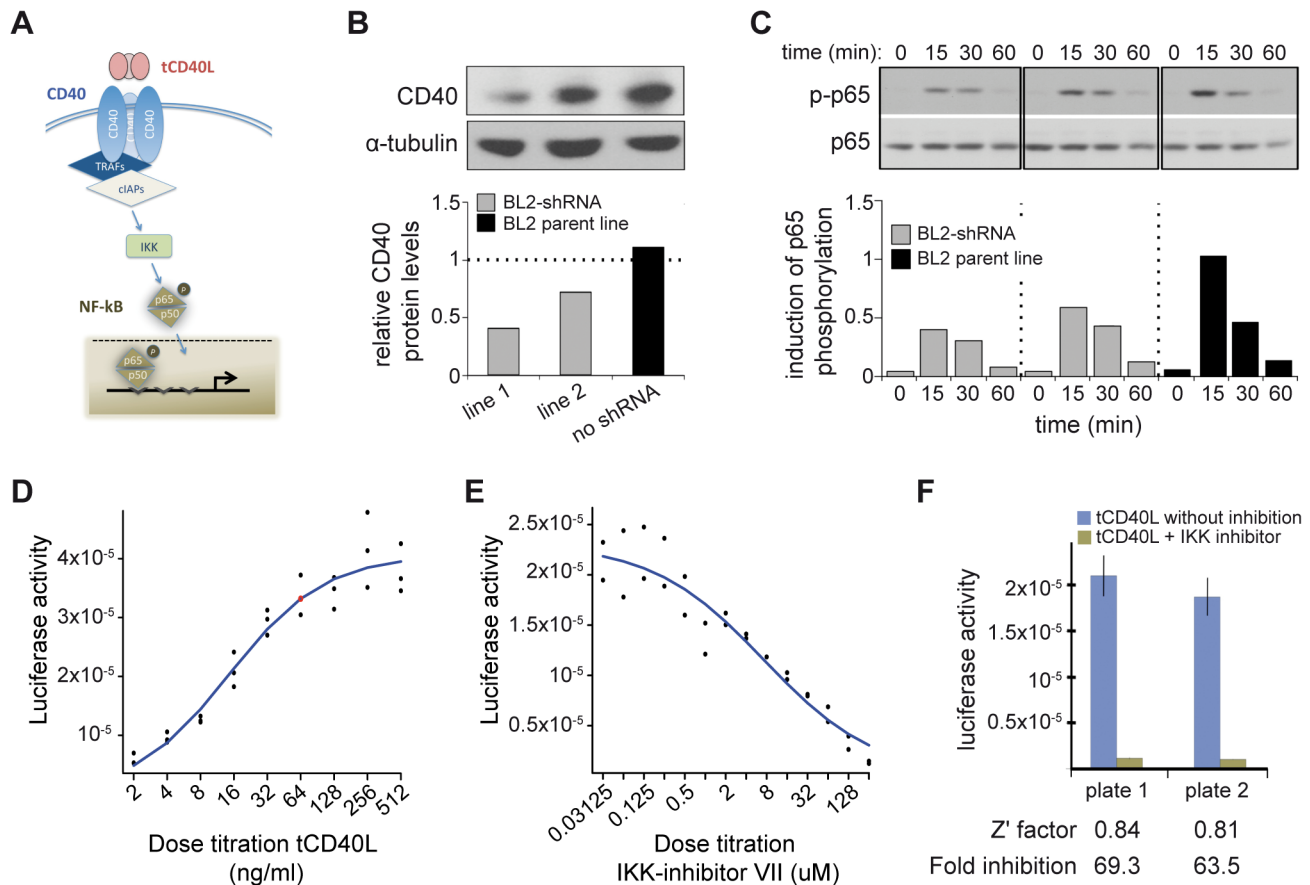 A
tCD40L
CD40
CD40
CD40
CD40
TRAFs
cIAPs
IKK
NF-kB
P
p65
p50
P
p65
p50
B
CD40
α-tubulin
BL2-shRNA
BL2 parent line
relative CD40
protein levels
1.5
1
0.5
0
line 1
line 2
no shRNA
C
time (min): 0 15 30 60 0 15 30 60 0 15 30 60
p-p65
p65
BL2-shRNA
BL2 parent line
induction of p65
phosphorylation
1.5
1
0.5
0
0 15 30 60 0 15 30 60 0 15 30 60
time (min)
D
Luciferase activity
4x10-5
3x10-5
2x10-5
10-5
2 4 8 16 32 64 128 256 512
Dose titration tCD40L
(ng/ml)
E
Luciferase activity
2.5x10-5
2x10-5
1.5x10-5
10-5
0.5x10-5
0.03125 0.125 0.5 2 8 32 128
Dose titration
IKK-inhibitor VII (uM)
F
tCD40L without inhibition
tCD40L + IKK inhibitor
luciferase activity
2x10-5
10-5
0.5x10-5
plate 1 plate 2
Z' factor 0.84 0.81
Fold inhibition 69.3 63.5